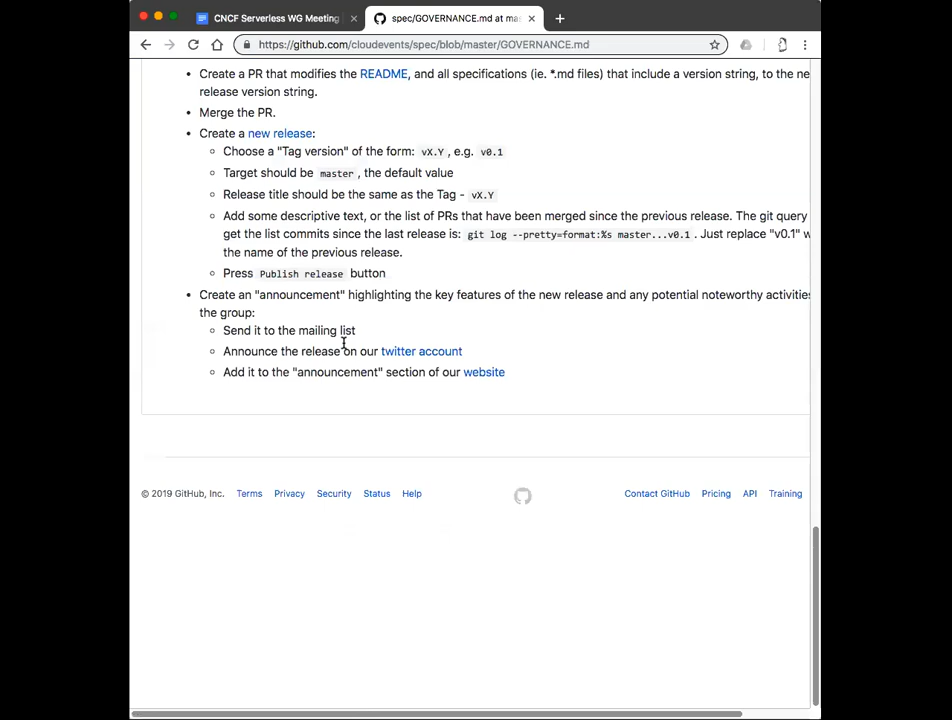 CNCF Serverless WG Meeting
spec/GOVERNANCE.md at mas
https://github.com/cloudevents/spec/blob/master/GOVERNANCE.md
• Create a PR that modifies the README, and all specifications (ie. *.md files) that include a version string, to the ne
release version string.
• Merge the PR.
• Create a new release:
Choose a "Tag version" of the form: vX.Y, e.g. v0.1
Target should be master, the default value
Release title should be the same as the Tag - vX.Y
Add some descriptive text, or the list of PRs that have been merged since the previous release. The git query
get the list commits since the last release is: git log --pretty=format:%s master...v0.1. Just replace "v0.1" w
the name of the previous release.
Press Publish release button
• Create an "announcement" highlighting the key features of the new release and any potential noteworthy activities
the group:
Send it to the mailing list
Announce the release on our twitter account
Add it to the "announcement" section of our website
© 2019 GitHub, Inc. Terms Privacy Security Status Help Contact GitHub Pricing API Training